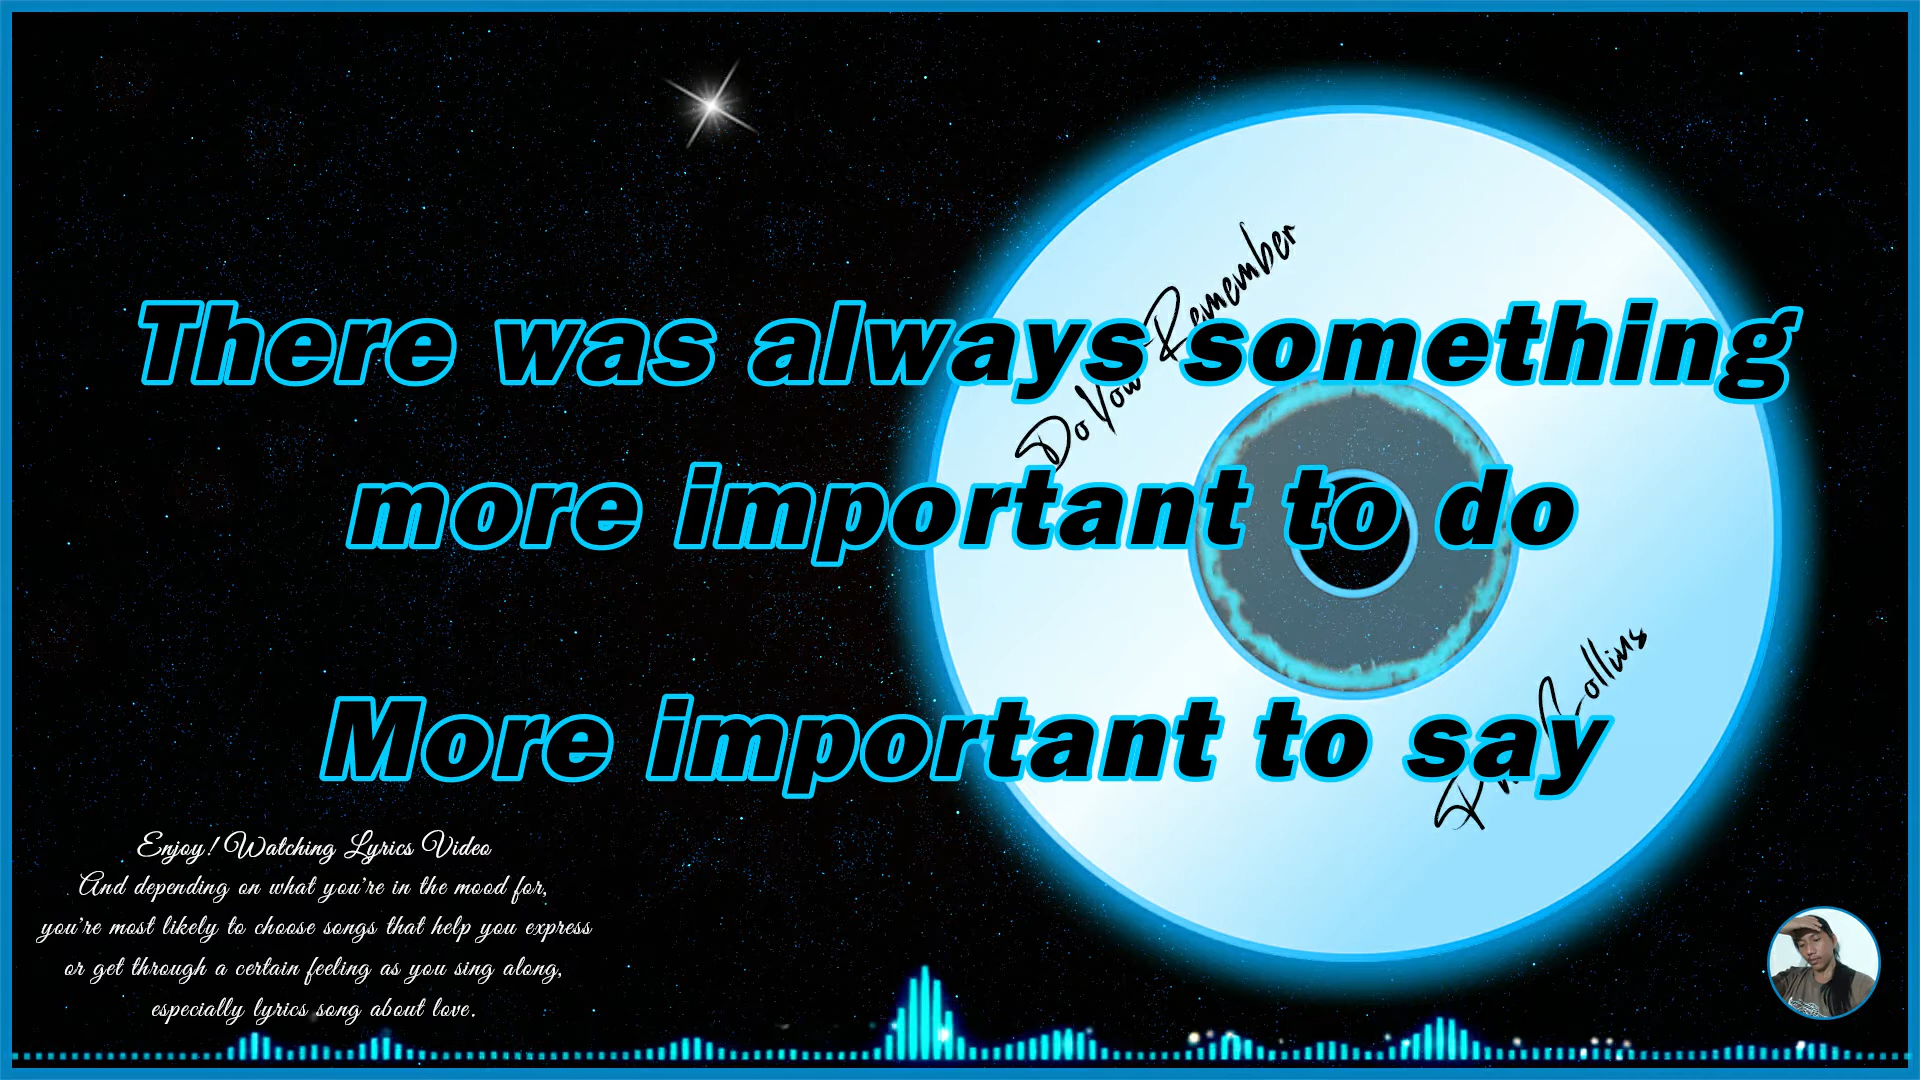 Do You Remember
There was always something
more important to do
More important to say
Phil Collins
Enjoy! Watching Lyrics Video
And depending on what you're in the mood for,
you're most likely to choose songs that help you express
or get through a certain feeling as you sing along,
especially lyrics song about love.